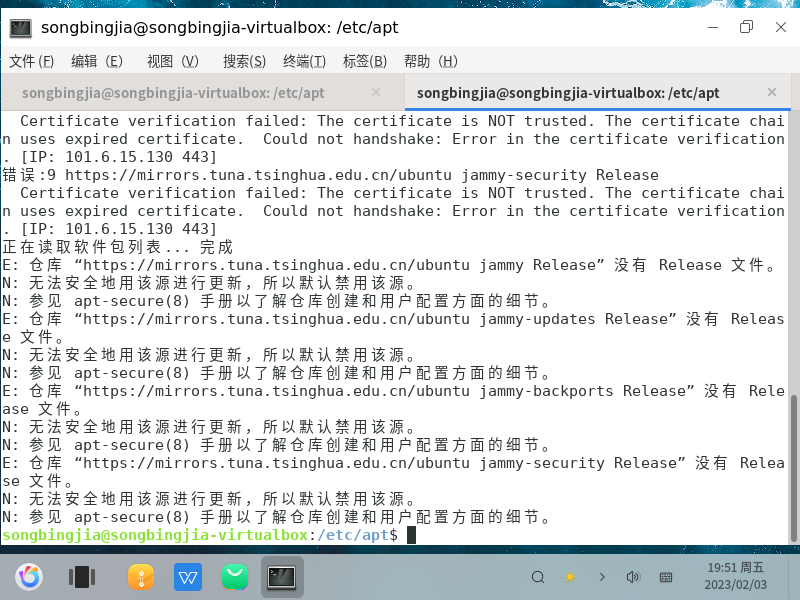 songbingjia@songbingjia-virtualbox: /etc/apt
文件(F) 编辑(E) 视图(V) 搜索(S) 终端(T) 标签(B) 帮助(H)
songbingjia@songbingjia-virtualbox: /etc/apt × songbingjia@songbingjia-virtualbox: /etc/apt ×
Certificate verification failed: The certificate is NOT trusted. The certificate chai
n uses expired certificate.  Could not handshake: Error in the certificate verification
. [IP: 101.6.15.130 443]
错误:9 https://mirrors.tuna.tsinghua.edu.cn/ubuntu jammy-security Release
Certificate verification failed: The certificate is NOT trusted. The certificate chai
n uses expired certificate.  Could not handshake: Error in the certificate verification
. [IP: 101.6.15.130 443]
正在读取软件包列表... 完成
E: 仓库 “https://mirrors.tuna.tsinghua.edu.cn/ubuntu jammy Release” 没有 Release 文件。
N: 无法安全地用该源进行更新，所以默认禁用该源。
N: 参见 apt-secure(8) 手册以了解仓库创建和用户配置方面的细节。
E: 仓库 “https://mirrors.tuna.tsinghua.edu.cn/ubuntu jammy-updates Release” 没有 Releas
e 文件。
N: 无法安全地用该源进行更新，所以默认禁用该源。
N: 参见 apt-secure(8) 手册以了解仓库创建和用户配置方面的细节。
E: 仓库 “https://mirrors.tuna.tsinghua.edu.cn/ubuntu jammy-backports Release” 没有 Rele
ase 文件。
N: 无法安全地用该源进行更新，所以默认禁用该源。
N: 参见 apt-secure(8) 手册以了解仓库创建和用户配置方面的细节。
E: 仓库 “https://mirrors.tuna.tsinghua.edu.cn/ubuntu jammy-security Release” 没有 Relea
se 文件。
N: 无法安全地用该源进行更新，所以默认禁用该源。
N: 参见 apt-secure(8) 手册以了解仓库创建和用户配置方面的细节。
songbingjia@songbingjia-virtualbox:/etc/apt$
19:51 周五
2023/02/03